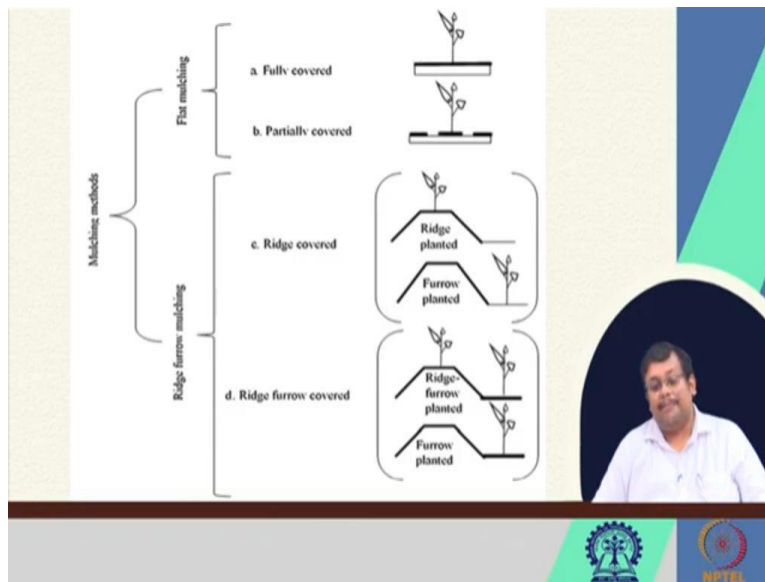 Mulching methods
Flat mulching
a. Fully covered
b. Partially covered
Ridge furrow mulching
c. Ridge covered
Ridge
planted
Furrow
planted
d. Ridge furrow covered
Ridge-
furrow
planted
Furrow
planted
NPTEL